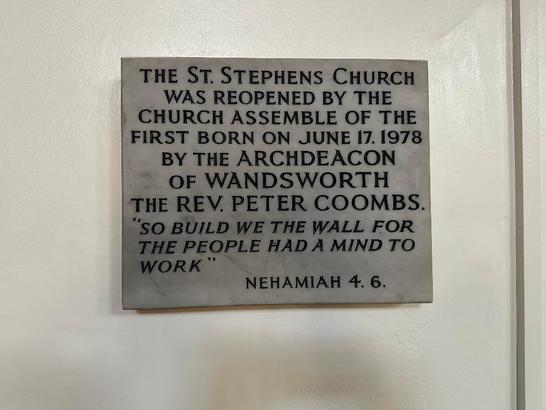 THE ST. STEPHENS CHURCH
WAS REOPENED BY THE
CHURCH ASSEMBLE OF THE
FIRST BORN ON JUNE 17. 1978
BY THE ARCHDEACON
OF WANDSWORTH
THE REV. PETER COOMBS.
"SO BUILD WE THE WALL FOR
THE PEOPLE HAD A MIND TO
WORK"
NEHAMIAH 4. 6.